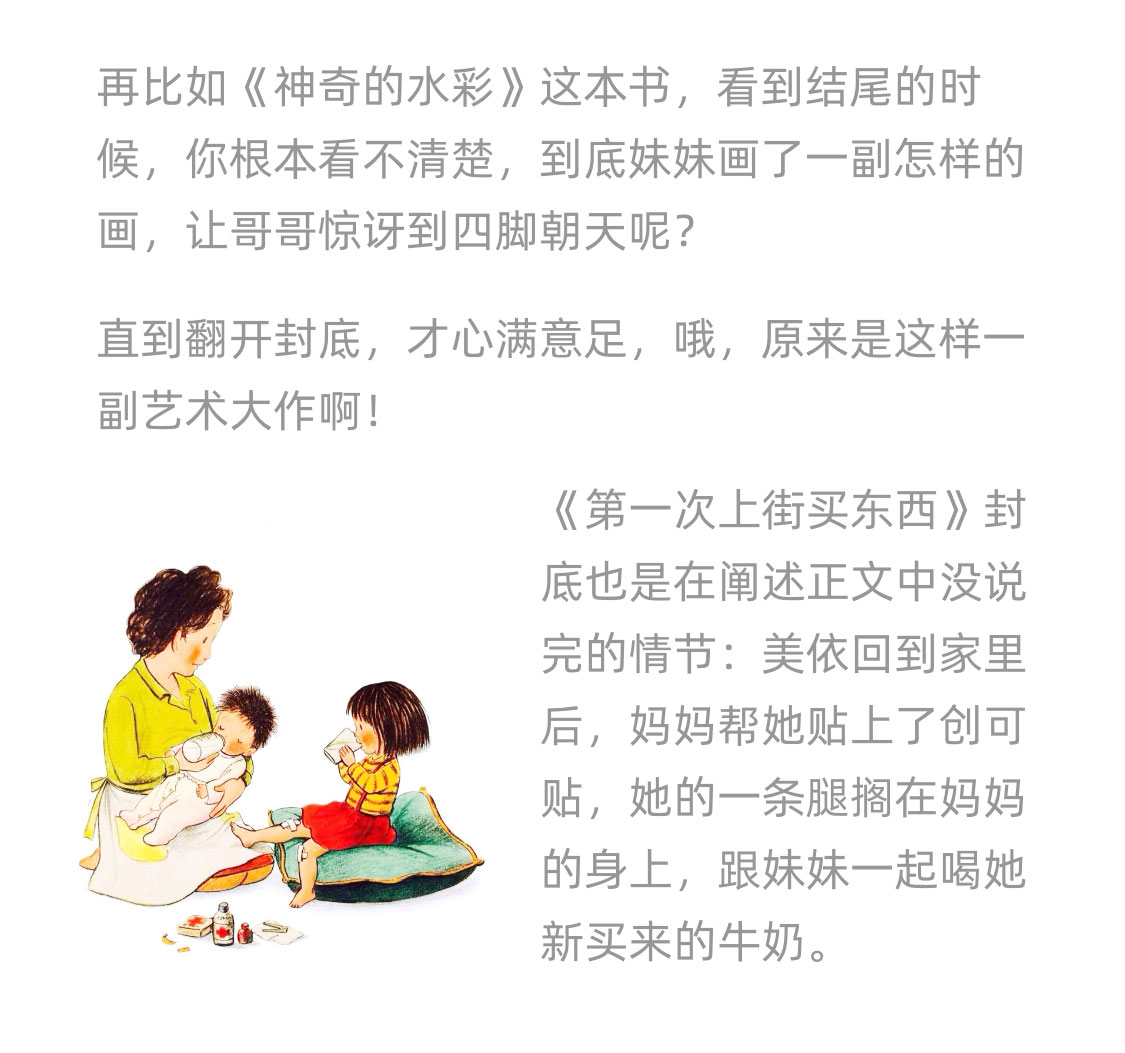 再比如《神奇的水彩》这本书，看到结尾的时
候，你根本看不清楚，到底妹妹画了一副怎样的
画，让哥哥惊讶到四脚朝天呢？
直到翻开封底，才心满意足，哦，原来是这样一
副艺术大作啊！
《第一次上街买东西》封
底也是在阐述正文中没说
完的情节：美依回到家里
后，妈妈帮她贴上了创可
贴，她的一条腿搁在妈妈
的身上，跟妹妹一起喝她
新买来的牛奶。